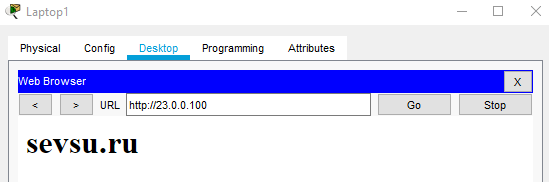 Laptop1
Physical Config Desktop Programming Attributes
Web Browser X
< > URL http://23.0.0.100 Go Stop
sevsu.ru